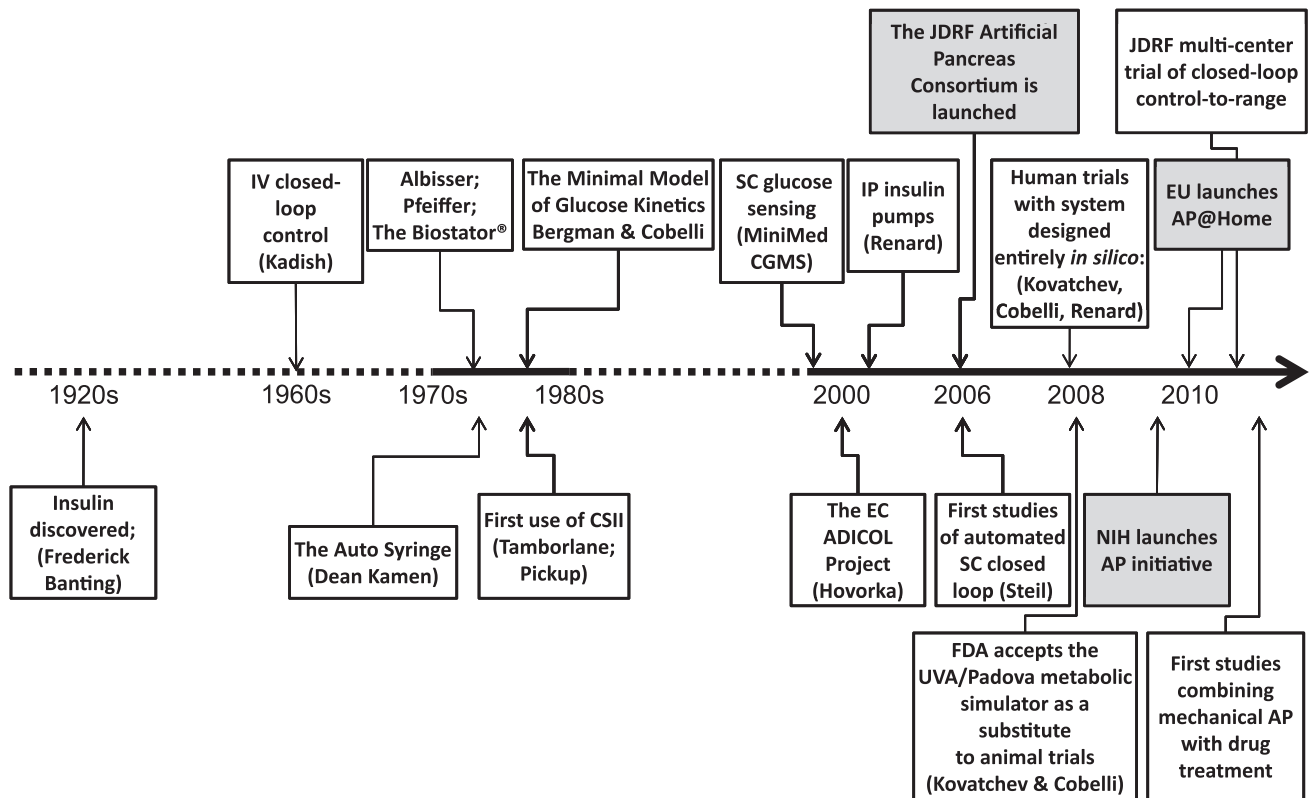 The JDRF Artificial
Pancreas
Consortium is
launched
JDRF multi-center
trial of closed-loop
control-to-range
IV closed-
loop
control
(Kadish)
Albisser;
Pfeiffer;
The Biostator®
The Minimal Model
of Glucose Kinetics
Bergman & Cobelli
SC glucose
sensing
(MiniMed
CGMS)
IP insulin
pumps
(Renard)
Human trials
with system
designed
entirely in silico:
(Kovatchev,
Cobelli, Renard)
EU launches
AP@Home
1920s
1960s
1970s
1980s
2000
2006
2008
2010
Insulin
discovered;
(Frederick
Banting)
The Auto Syringe
(Dean Kamen)
First use of CSII
(Tamborlane;
Pickup)
The EC
ADICOL
Project
(Hovorka)
First studies
of automated
SC closed
loop (Steil)
NIH launches
AP initiative
FDA accepts the
UVA/Padova metabolic
simulator as a
substitute
to animal trials
(Kovatchev & Cobelli)
First studies
combining
mechanical AP
with drug
treatment